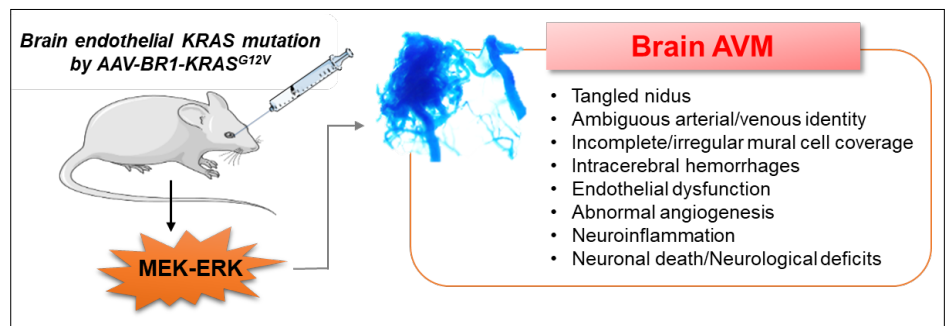 Brain endothelial KRAS mutation
by AAV-BR1-KRASG12V
MEK-ERK
Brain AVM
• Tangled nidus
• Ambiguous arterial/venous identity
• Incomplete/irregular mural cell coverage
• Intracerebral hemorrhages
• Endothelial dysfunction
• Abnormal angiogenesis
• Neuroinflammation
• Neuronal death/Neurological deficits